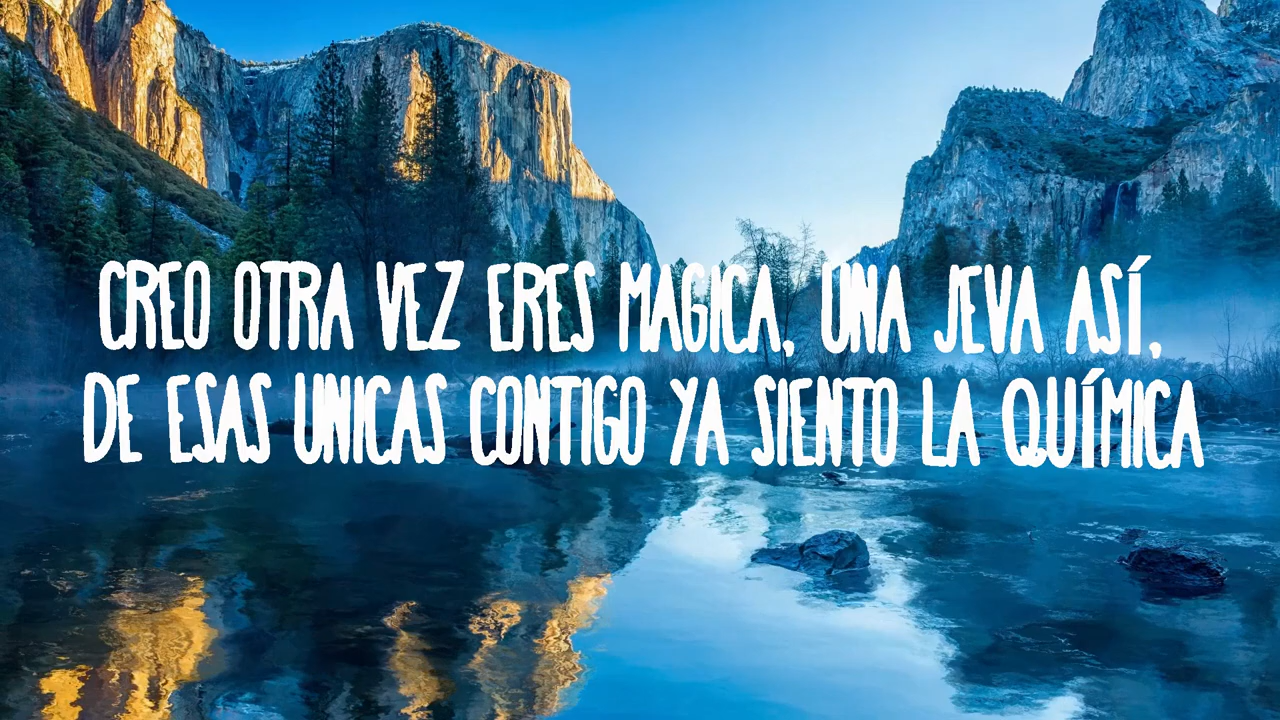 CREO OTRA VEZ ERES MAGICA, UNA JEVA ASÍ,
DE ESAS UNICAS CONTIGO YA SIENTO LA QUÍMICA